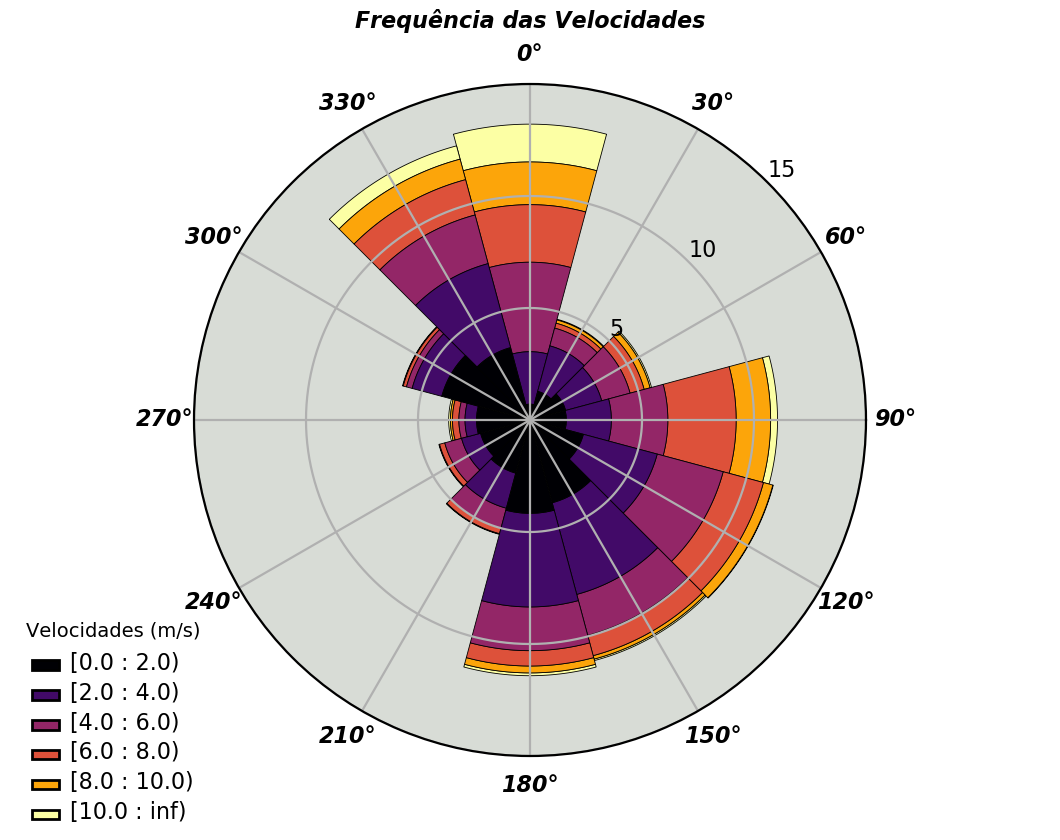 Frequência das Velocidades
0°
330°
30°
15
300°
60°
10
5
270°
90°
240°
120°
210°
150°
180°
Velocidades (m/s)
[0.0 : 2.0)
[2.0 : 4.0)
[4.0 : 6.0)
[6.0 : 8.0)
[8.0 : 10.0)
[10.0 : inf)